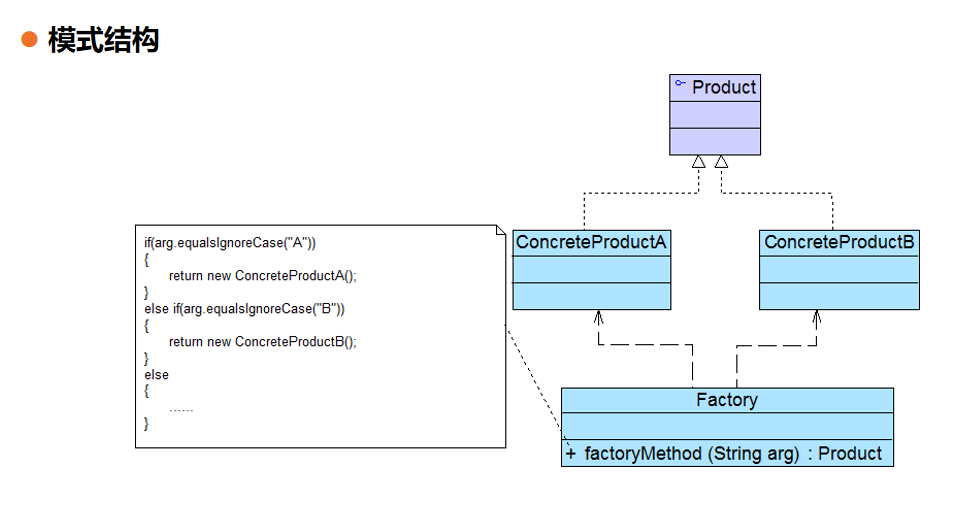 模式结构
Product
if(arg.equalsIgnoreCase("A"))
{
return new ConcreteProductA();
}
else if(arg.equalsIgnoreCase("B"))
{
return new ConcreteProductB();
}
else
{
......
}
ConcreteProductA
ConcreteProductB
Factory
+ factoryMethod (String arg) : Product